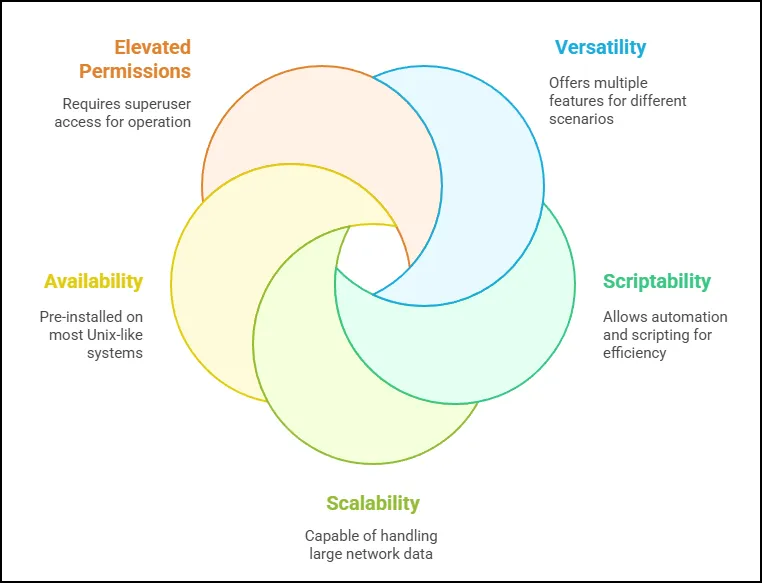 Elevated
Permissions
Requires superuser
access for operation
Versatility
Offers multiple
features for different
scenarios
Availability
Pre-installed on
most Unix-like
systems
Scriptability
Allows automation
and scripting for
efficiency
Scalability
Capable of handling
large network data